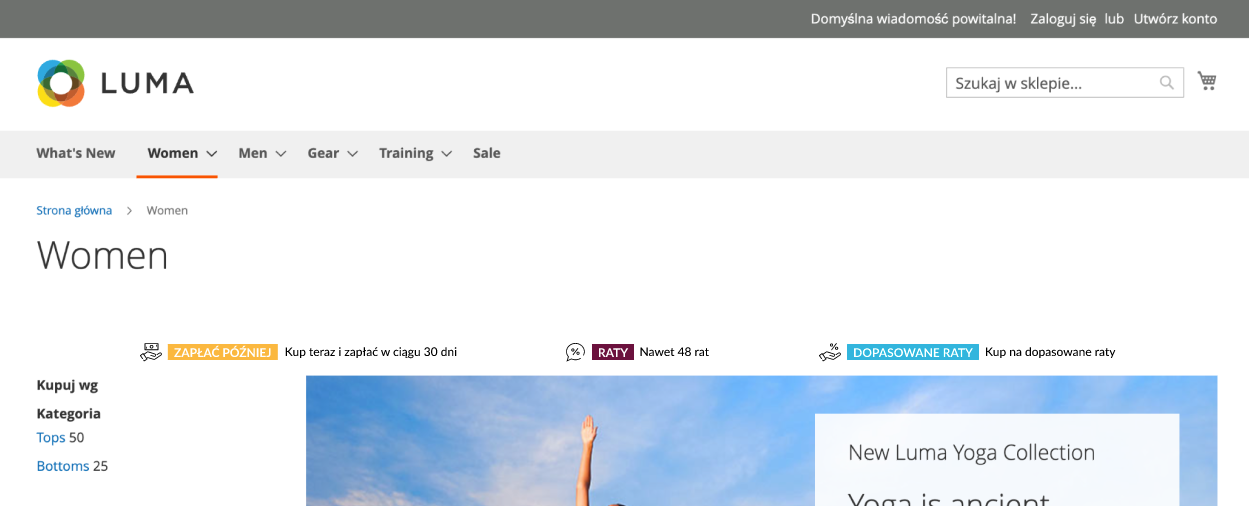 Domyślna wiadomość powitalna! Zaloguj się lub Utwórz konto
LUMA
Szukaj w sklepie...
What's New Women Men Gear Training Sale
Strona główna > Women
Women
ZAPŁAĆ PÓŹNIEJ Kup teraz i zapłać w ciągu 30 dni
% RATY Nawet 48 rat
% DOPASOWANE RATY Kup na dopasowane raty
Kupuj wg
Kategoria
Tops 50
Bottoms 25
New Luma Yoga Collection
Yoga is ancient